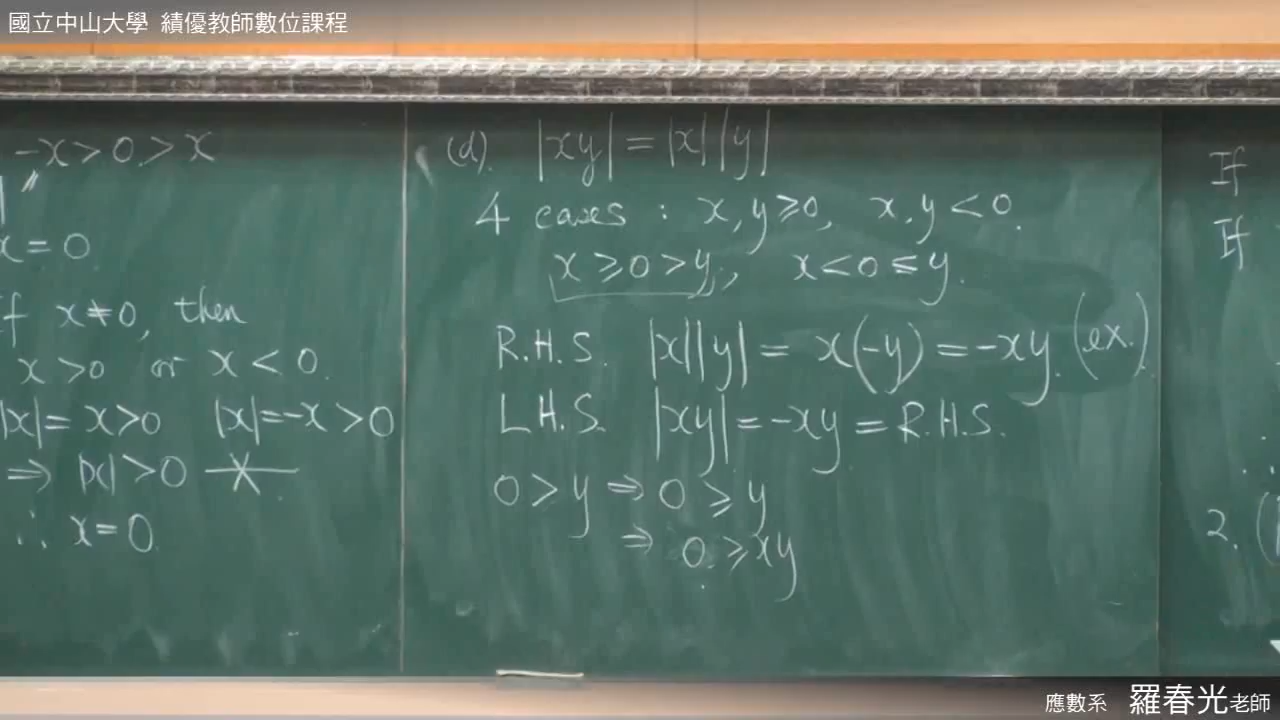 國立中山大學 績優教師數位課程
-x > 0 > x
x = 0
If x ≠ 0, then
x > 0 or x < 0.
|x| = x > 0 |x| = -x > 0
⇒ |x| > 0 ⚹
∴ x = 0.
(d). |xy| = |x||y|
4 cases : x, y ≥ 0, x, y < 0.
x ≥ 0 > y, x < 0 ≤ y.
R.H.S. |x||y| = x(-y) = -xy. (ex.)
L.H.S. |xy| = -xy = R.H.S.
0 > y ⇒ 0 ≥ y
⇒ 0 ≥ xy
If
If
∴
2. (
應數系 羅春光老師